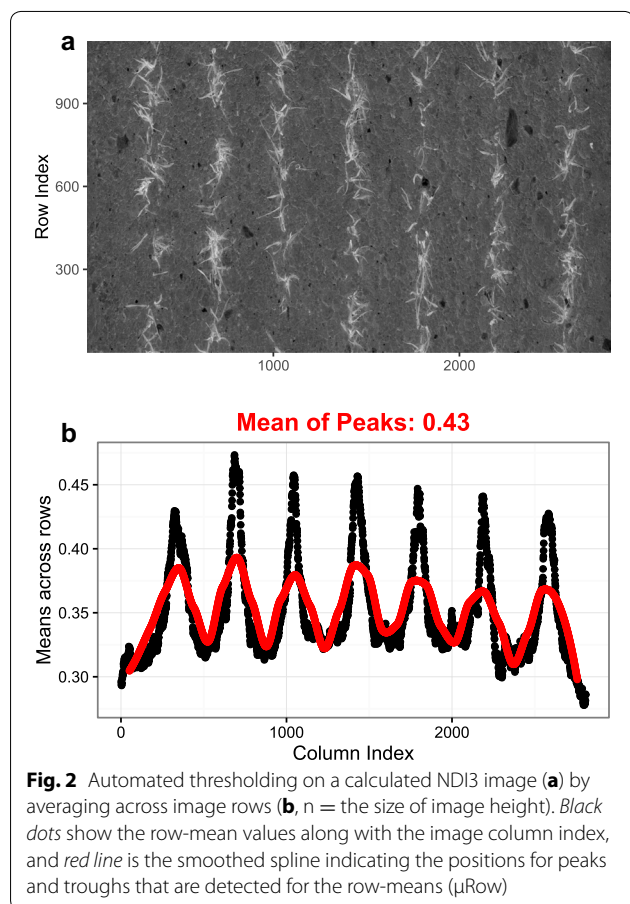 a
900
600
300
Row Index
1000 2000
Mean of Peaks: 0.43
b
0.45
0.40
0.35
0.30
Means across rows
0 1000 2000
Column Index
Fig. 2 Automated thresholding on a calculated NDI3 image (a) by
averaging across image rows (b, n = the size of image height). Black
dots show the row-mean values along with the image column index,
and red line is the smoothed spline indicating the positions for peaks
and troughs that are detected for the row-means (μRow)